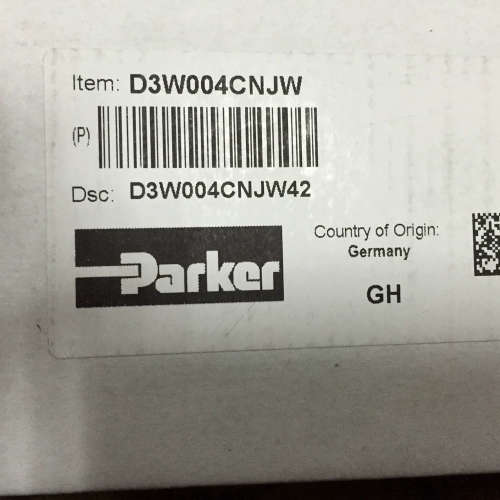 Item: D3W004CNJW
(P)
Dsc: D3W004CNJW42
Parker
Country of Origin:
Germany
GH